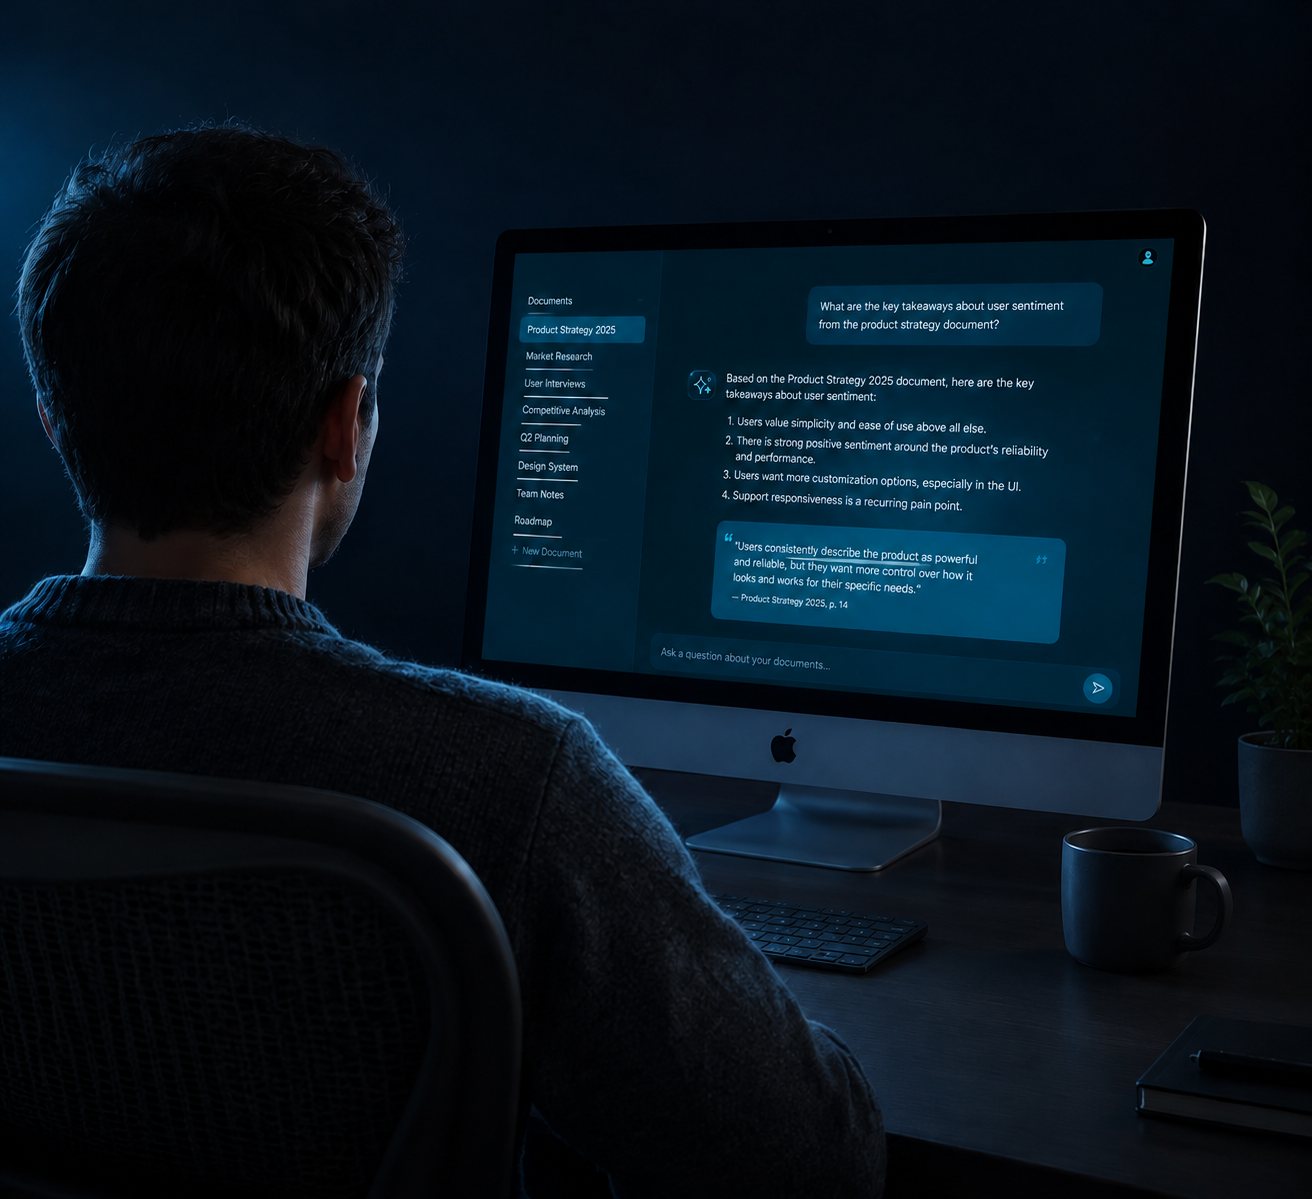 Documents
Product Strategy 2025
Market Research
User Interviews
Competitive Analysis
Q2 Planning
Design System
Team Notes
Roadmap
+ New Document
What are the key takeaways about user sentiment
from the product strategy document?
Based on the Product Strategy 2025 document, here are the key
takeaways about user sentiment:
1. Users value simplicity and ease of use above all else.
2. There is strong positive sentiment around the product's reliability
and performance.
3. Users want more customization options, especially in the UI.
4. Support responsiveness is a recurring pain point.
"Users consistently describe the product as powerful
and reliable, but they want more control over how it
looks and works for their specific needs."
— Product Strategy 2025, p. 14
Ask a question about your documents...